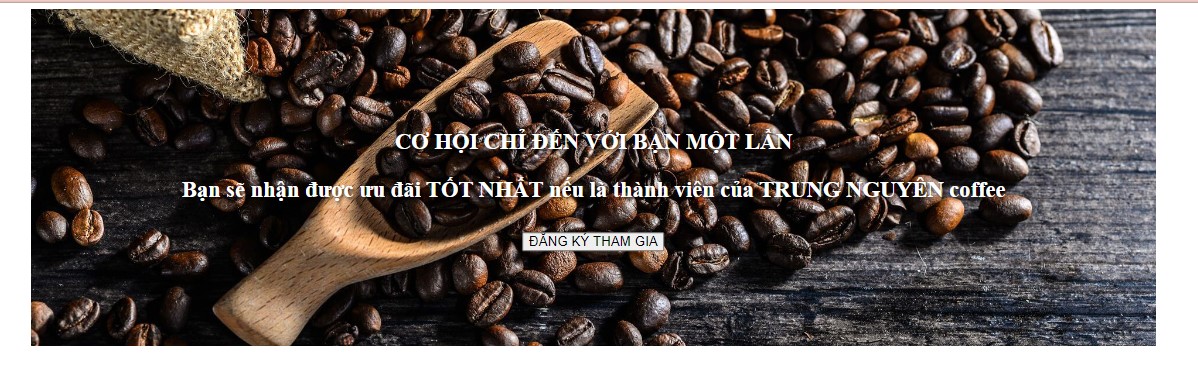 CƠ HỘI CHỈ ĐẾN VỚI BẠN MỘT LẦN
Bạn sẽ nhận được ưu đãi TỐT NHẤT nếu là thành viên của TRUNG NGUYÊN coffee
ĐĂNG KÝ THAM GIA